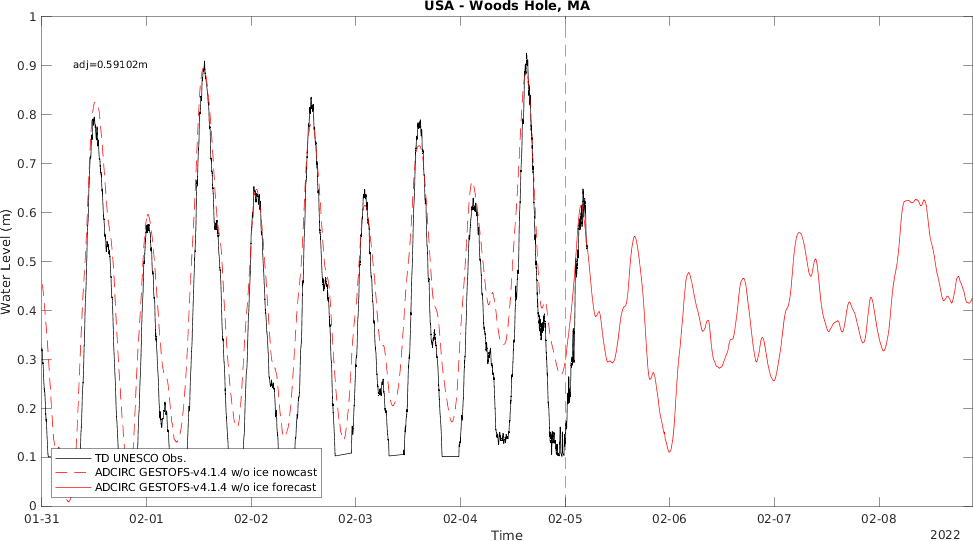 USA - Woods Hole, MA
1
0.9
0.8
0.7
0.6
0.5
0.4
0.3
0.2
0.1
0
adj=0.59102m
Water Level (m)
TD UNESCO Obs.
ADCIRC GESTOFS-v4.1.4 w/o ice nowcast
ADCIRC GESTOFS-v4.1.4 w/o ice forecast
01-31 02-01 02-02 02-03 02-04 02-05 02-06 02-07 02-08
Time
2022